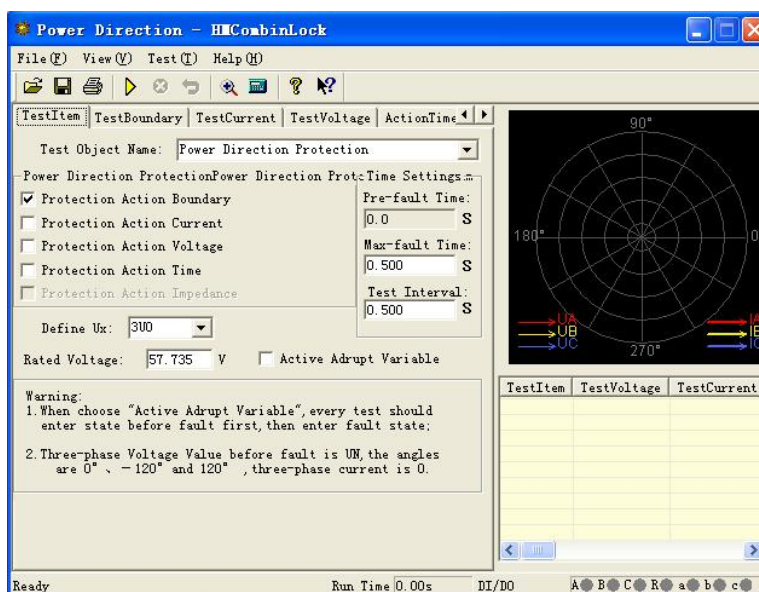 Power Direction - HMCombinLock
File(F) View(V) Test(T) Help(H)
TestItem TestBoundary TestCurrent TestVoltage ActionTime
Test Object Name: Power Direction Protection
Power Direction ProtectionPower Direction Prote Time Settings
Protection Action Boundary
Pre-fault Time:
0.0 S
Protection Action Current
Protection Action Voltage
Max-fault Time:
0.500 S
Protection Action Time
Protection Action Impedance
Test Interval:
0.500 S
Define Ux: 3U0
Rated Voltage: 57.735 V Active Adrupt Variable
Warning:
1.When choose "Active Adrupt Variable", every test should
enter state before fault first, then enter fault state;
2.Three-phase Voltage Value before fault is UN, the angles
are 0° 、 -120° and 120° , three-phase current is 0.
90°
180° 0
270°
UA IA
UB IB
UC IC
TestItem TestVoltage TestCurrent
Ready Run Time 0.00s DI/DO A B C R a b c